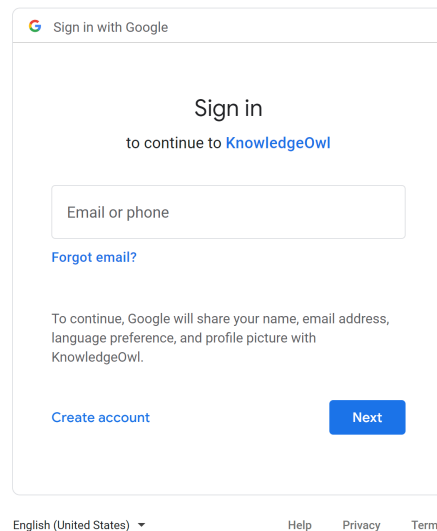 Sign in with Google
Sign in
to continue to KnowledgeOwl
Email or phone
Forgot email?
To continue, Google will share your name, email address,
language preference, and profile picture with
KnowledgeOwl.
Create account
Next
English (United States)
Help
Privacy
Term